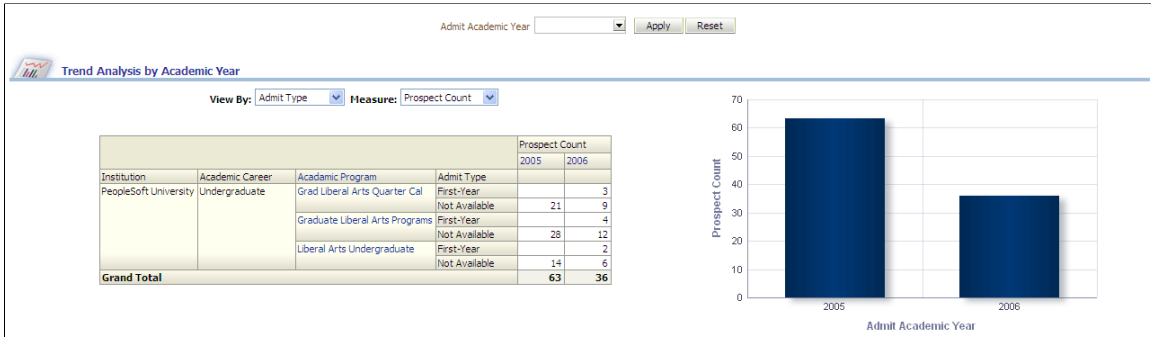 Admit Academic Year Apply Reset
Trend Analysis by Academic Year
View By: Admit Type Measure: Prospect Count
Prospect Count
2005 2006
Institution Academic Career Acadamic Program Admit Type
PeopleSoft University Undergraduate Grad Liberal Arts Quarter Cal First-Year 3
Not Available 21 9
Graduate Liberal Arts Programs First-Year 4
Not Available 28 12
Liberal Arts Undergraduate First-Year 2
Not Available 14 6
Grand Total 63 36
Prospect Count
70
60
50
40
30
20
10
0
2005 2006
Admit Academic Year